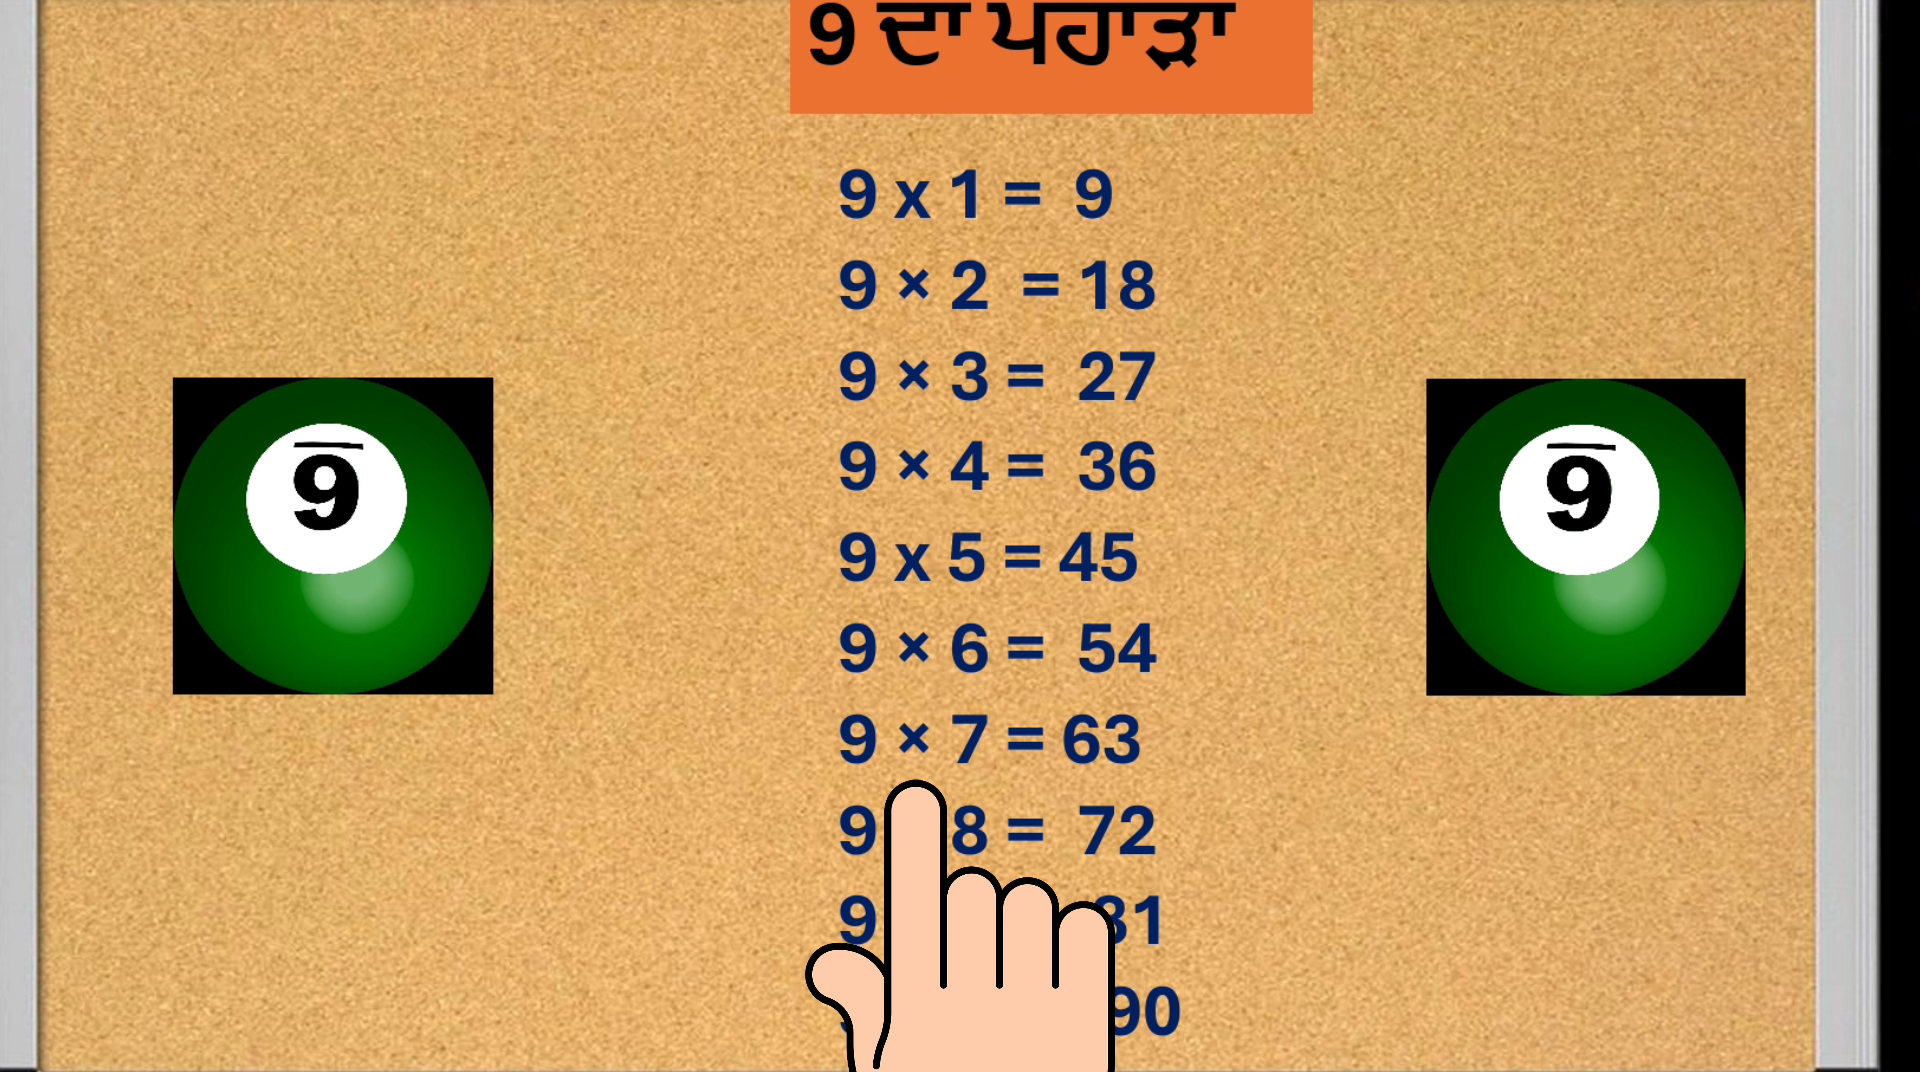 9 ਦਾ ਪਹਾੜਾ
9 x 1 = 9
9 × 2 = 18
9 × 3 = 27
9 × 4 = 36
9 x 5 = 45
9 × 6 = 54
9 × 7 = 63
9 8 = 72
9 81
90
9
9